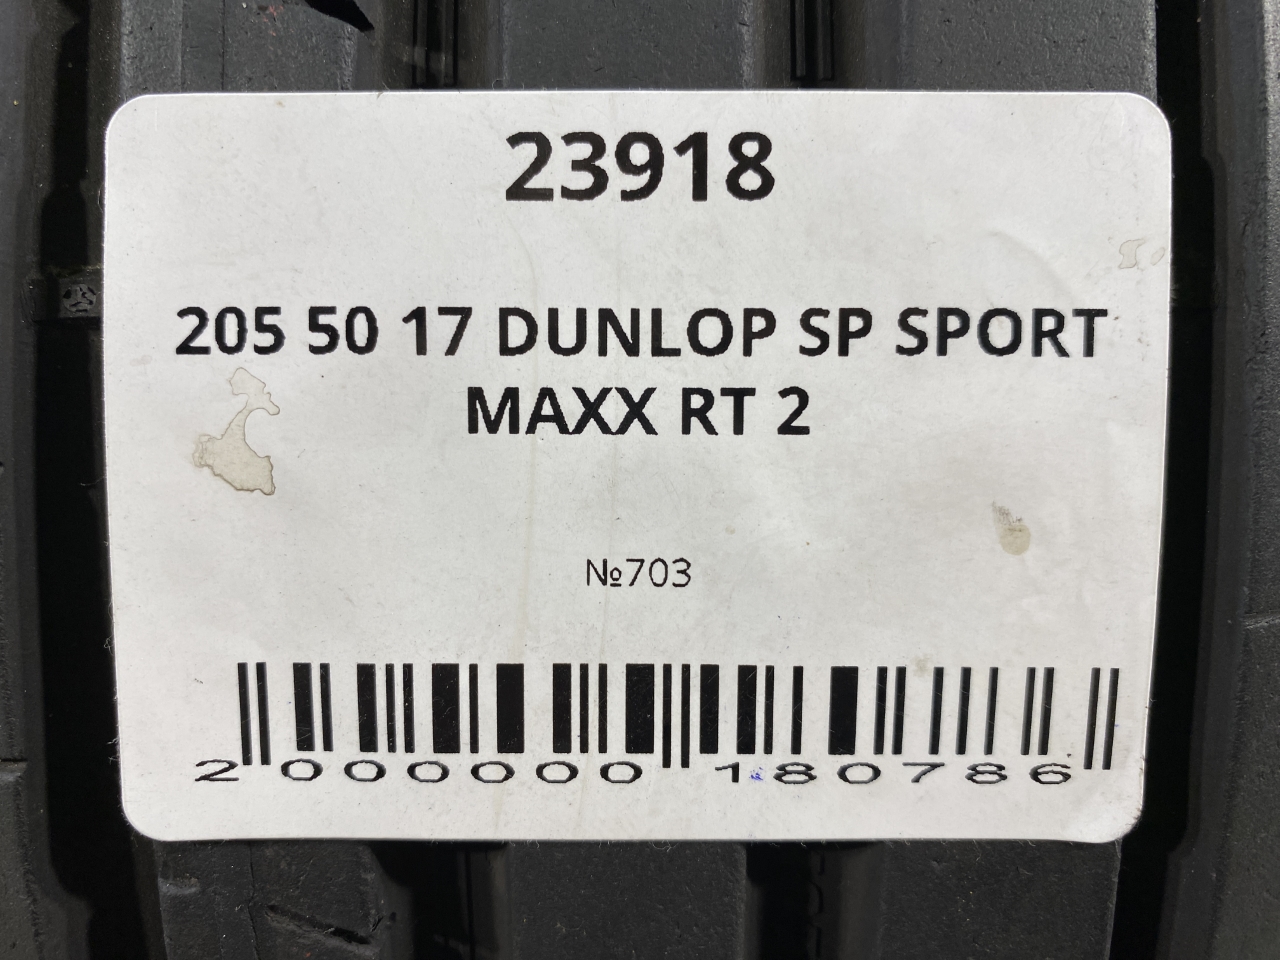 23918
205 50 17 DUNLOP SP SPORT
MAXX RT 2
№703
2 000000 180786